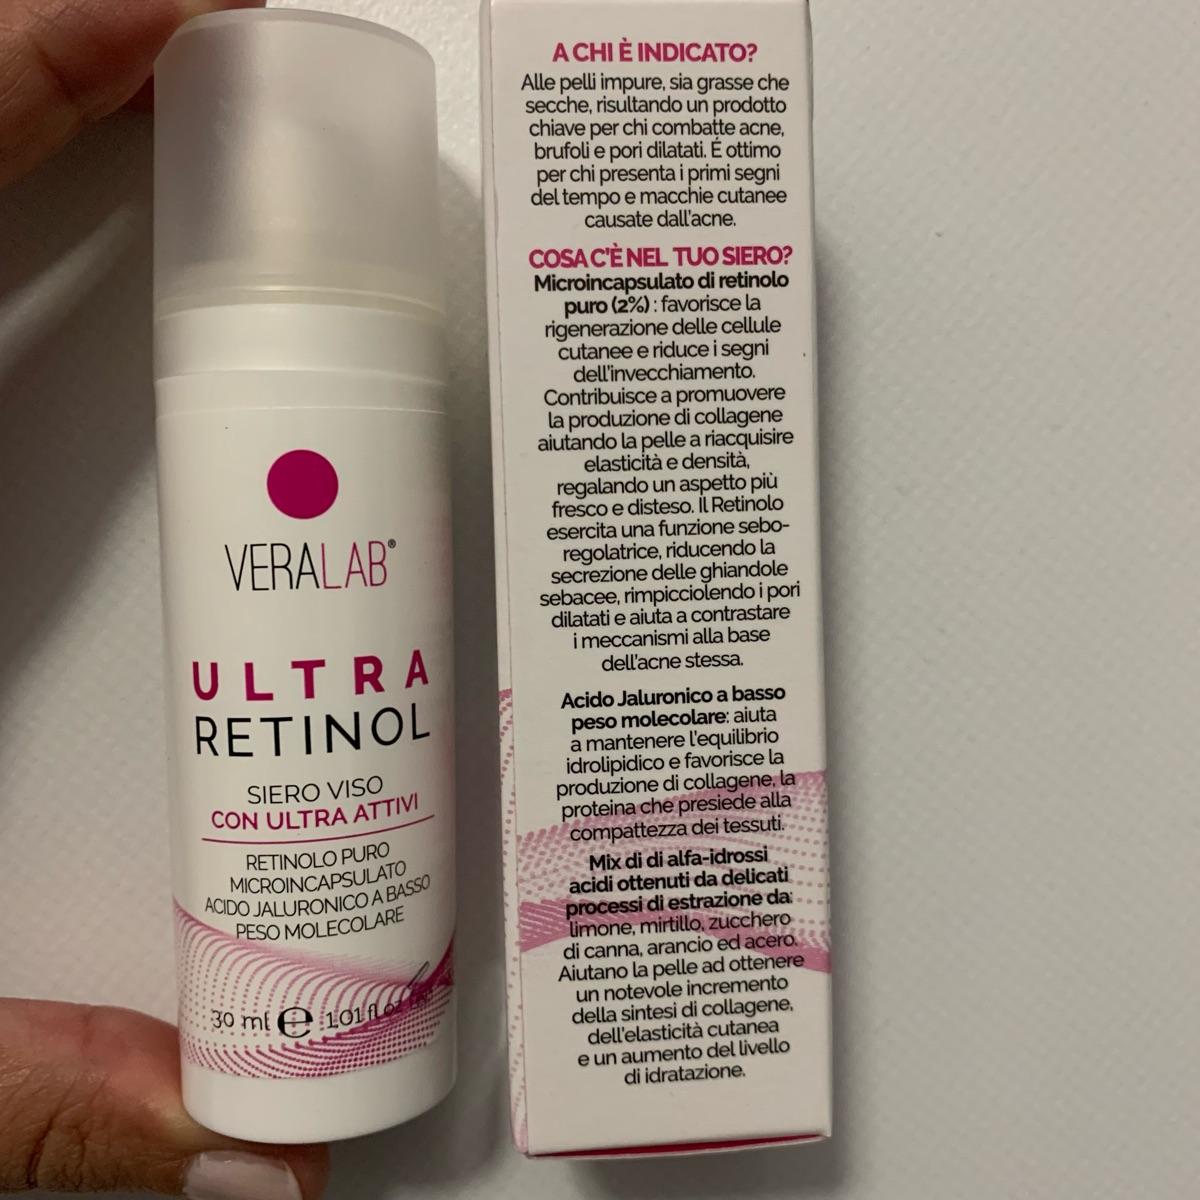 VERALAB®
ULTRA
RETINOL
SIERO VISO
CON ULTRA ATTIVI
RETINOLO PURO
MICROINCAPSULATO
ACIDO JALURONICO A BASSO
PESO MOLECOLARE
30 ml e 1.01 fl oz
A CHI È INDICATO?
Alle pelli impure, sia grasse che
secche, risultando un prodotto
chiave per chi combatte acne,
brufoli e pori dilatati. É ottimo
per chi presenta i primi segni
del tempo e macchie cutanee
causate dall'acne.
COSA C'È NEL TUO SIERO?
Microincapsulato di retinolo
puro (2%) : favorisce la
rigenerazione delle cellule
cutanee e riduce i segni
dell'invecchiamento.
Contribuisce a promuovere
la produzione di collagene
aiutando la pelle a riacquisire
elasticità e densità,
regalando un aspetto più
fresco e disteso. Il Retinolo
esercita una funzione sebo-
regolatrice, riducendo la
secrezione delle ghiandole
sebacee, rimpicciolendo i pori
dilatati e aiuta a contrastare
i meccanismi alla base
dell'acne stessa.
Acido Jaluronico a basso
peso molecolare: aiuta
a mantenere l'equilibrio
idrolipidico e favorisce la
produzione di collagene, la
proteina che presiede alla
compattezza dei tessuti.
Mix di di alfa-idrossi
acidi ottenuti da delicati
processi di estrazione da:
limone, mirtillo, zucchero
di canna, arancio ed acero.
Aiutano la pelle ad ottenere
un notevole incremento
della sintesi di collagene,
dell'elasticità cutanea
e un aumento del livello
di idratazione.